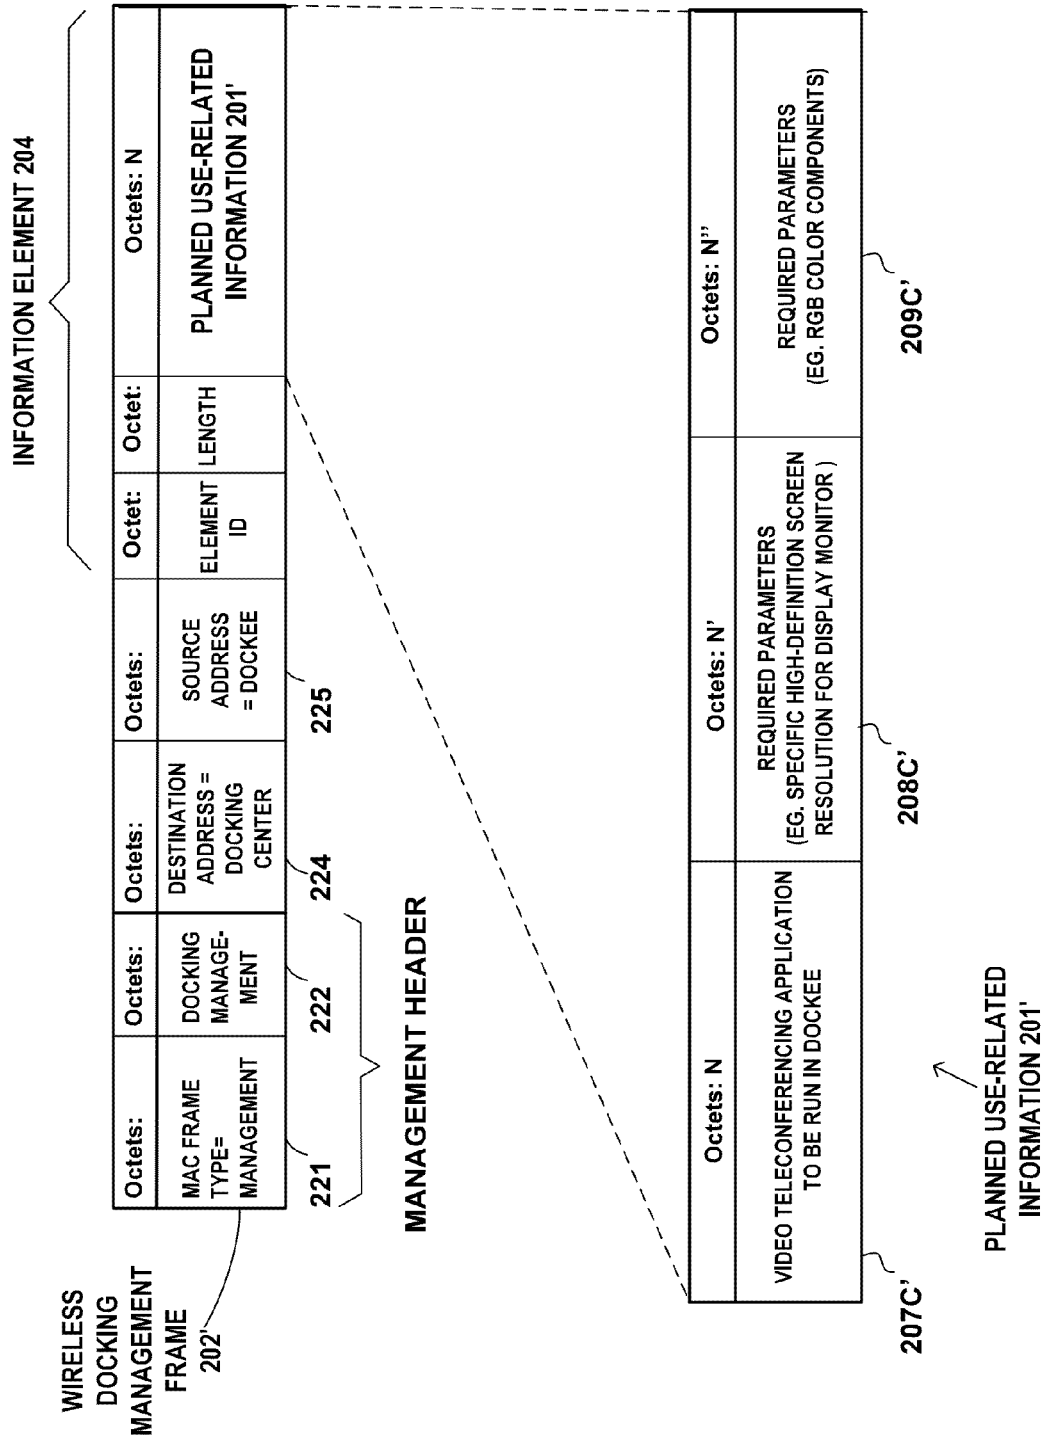 INFORMATION ELEMENT 204
WIRELESS
DOCKING
MANAGEMENT
FRAME
202'
Octets:
MAC FRAME
TYPE=
MANAGEMENT
221
Octets:
DOCKING
MANAGE-
MENT
222
Octets:
DESTINATION
ADDRESS =
DOCKING
CENTER
224
Octets:
SOURCE
ADDRESS
= DOCKEE
225
Octet:
ELEMENT
ID
Octet:
LENGTH
Octets: N
PLANNED USE-RELATED
INFORMATION 201'
MANAGEMENT HEADER
Octets: N
VIDEO TELECONFERENCING APPLICATION
TO BE RUN IN DOCKEE
207C'
Octets: N'
REQUIRED PARAMETERS
(EG. SPECIFIC HIGH-DEFINITION SCREEN
RESOLUTION FOR DISPLAY MONITOR )
208C'
Octets: N''
REQUIRED PARAMETERS
(EG. RGB COLOR COMPONENTS)
209C'
PLANNED USE-RELATED
INFORMATION 201'